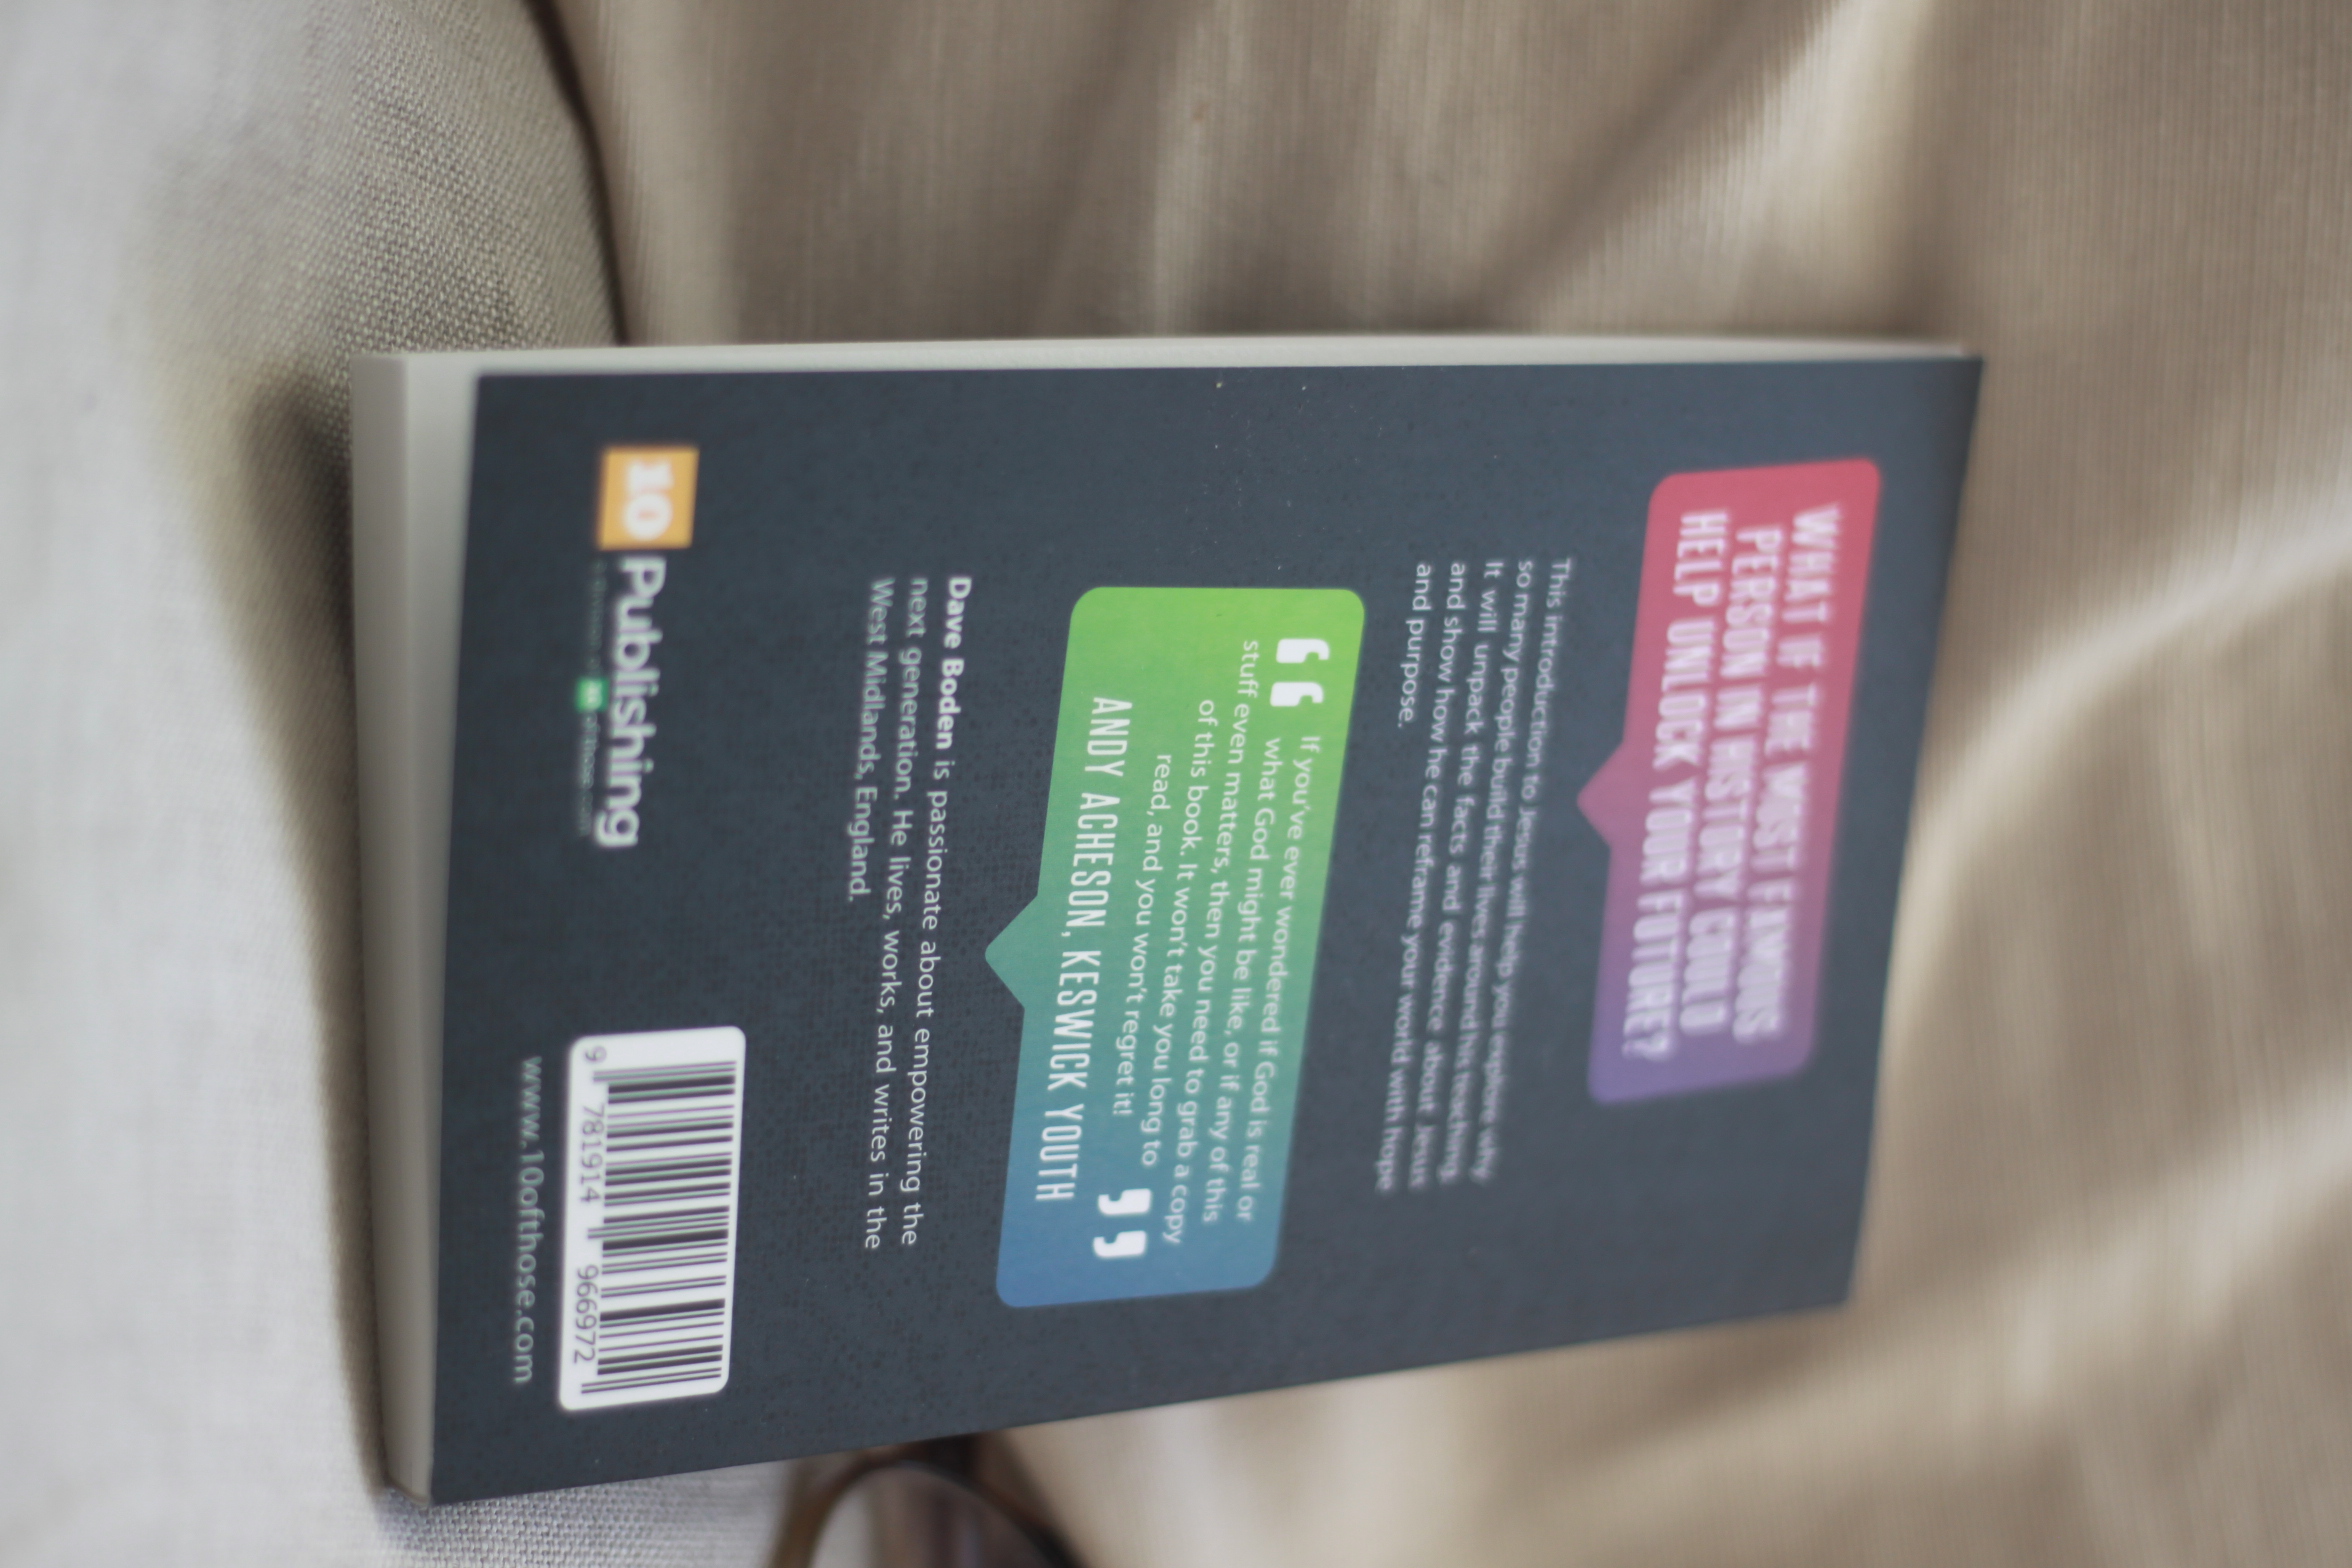 WHAT IF THE MOST FAMOUS
PERSON IN HISTORY COULD
HELP UNLOCK YOUR FUTURE?
This introduction to Jesus will help you explore why
so many people build their lives around his teaching.
It will unpack the facts and evidence about Jesus
and show how he can reframe your world with hope
and purpose.
“ If you’ve ever wondered if God is real or
what God might be like, or if any of this
stuff even matters, then you need to grab a copy
of this book. It won’t take you long to
read, and you won’t regret it! ”
ANDY ACHESON, KESWICK YOUTH
Dave Boden is passionate about empowering the
next generation. He lives, works, and writes in the
West Midlands, England.
10 Publishing
9 781914 966972
www.10ofthose.com